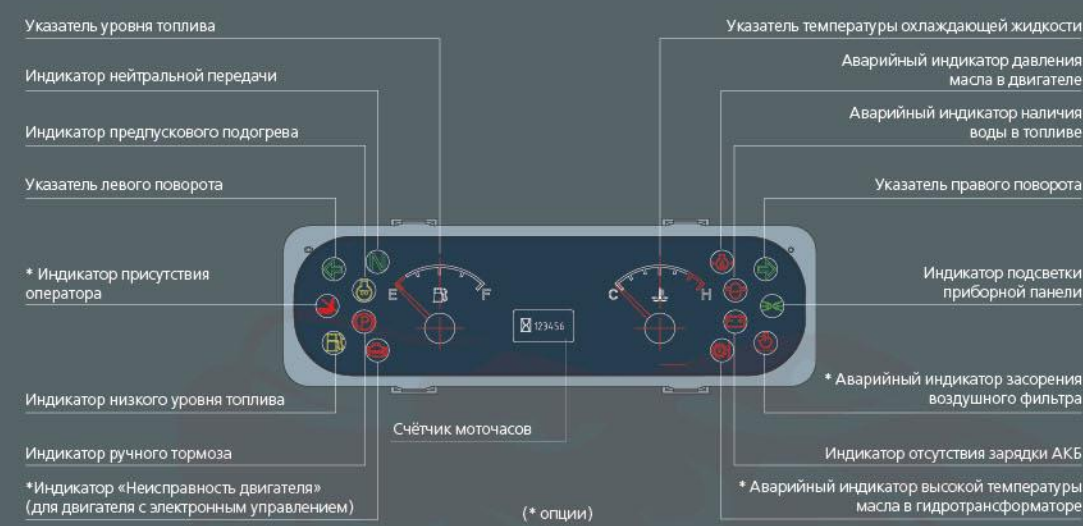 Указатель уровня топлива
Индикатор нейтральной передачи
Индикатор предпускового подогрева
Указатель левого поворота
* Индикатор присутствия
оператора
Индикатор низкого уровня топлива
Индикатор ручного тормоза
*Индикатор «Неисправность двигателя»
(для двигателя с электронным управлением)
E
F
C
H
N
P
123456
Счётчик моточасов
(* опции)
Указатель температуры охлаждающей жидкости
Аварийный индикатор давления
масла в двигателе
Аварийный индикатор наличия
воды в топливе
Указатель правого поворота
Индикатор подсветки
приборной панели
* Аварийный индикатор засорения
воздушного фильтра
Индикатор отсутствия зарядки АКБ
* Аварийный индикатор высокой температуры
масла в гидротрансформаторе